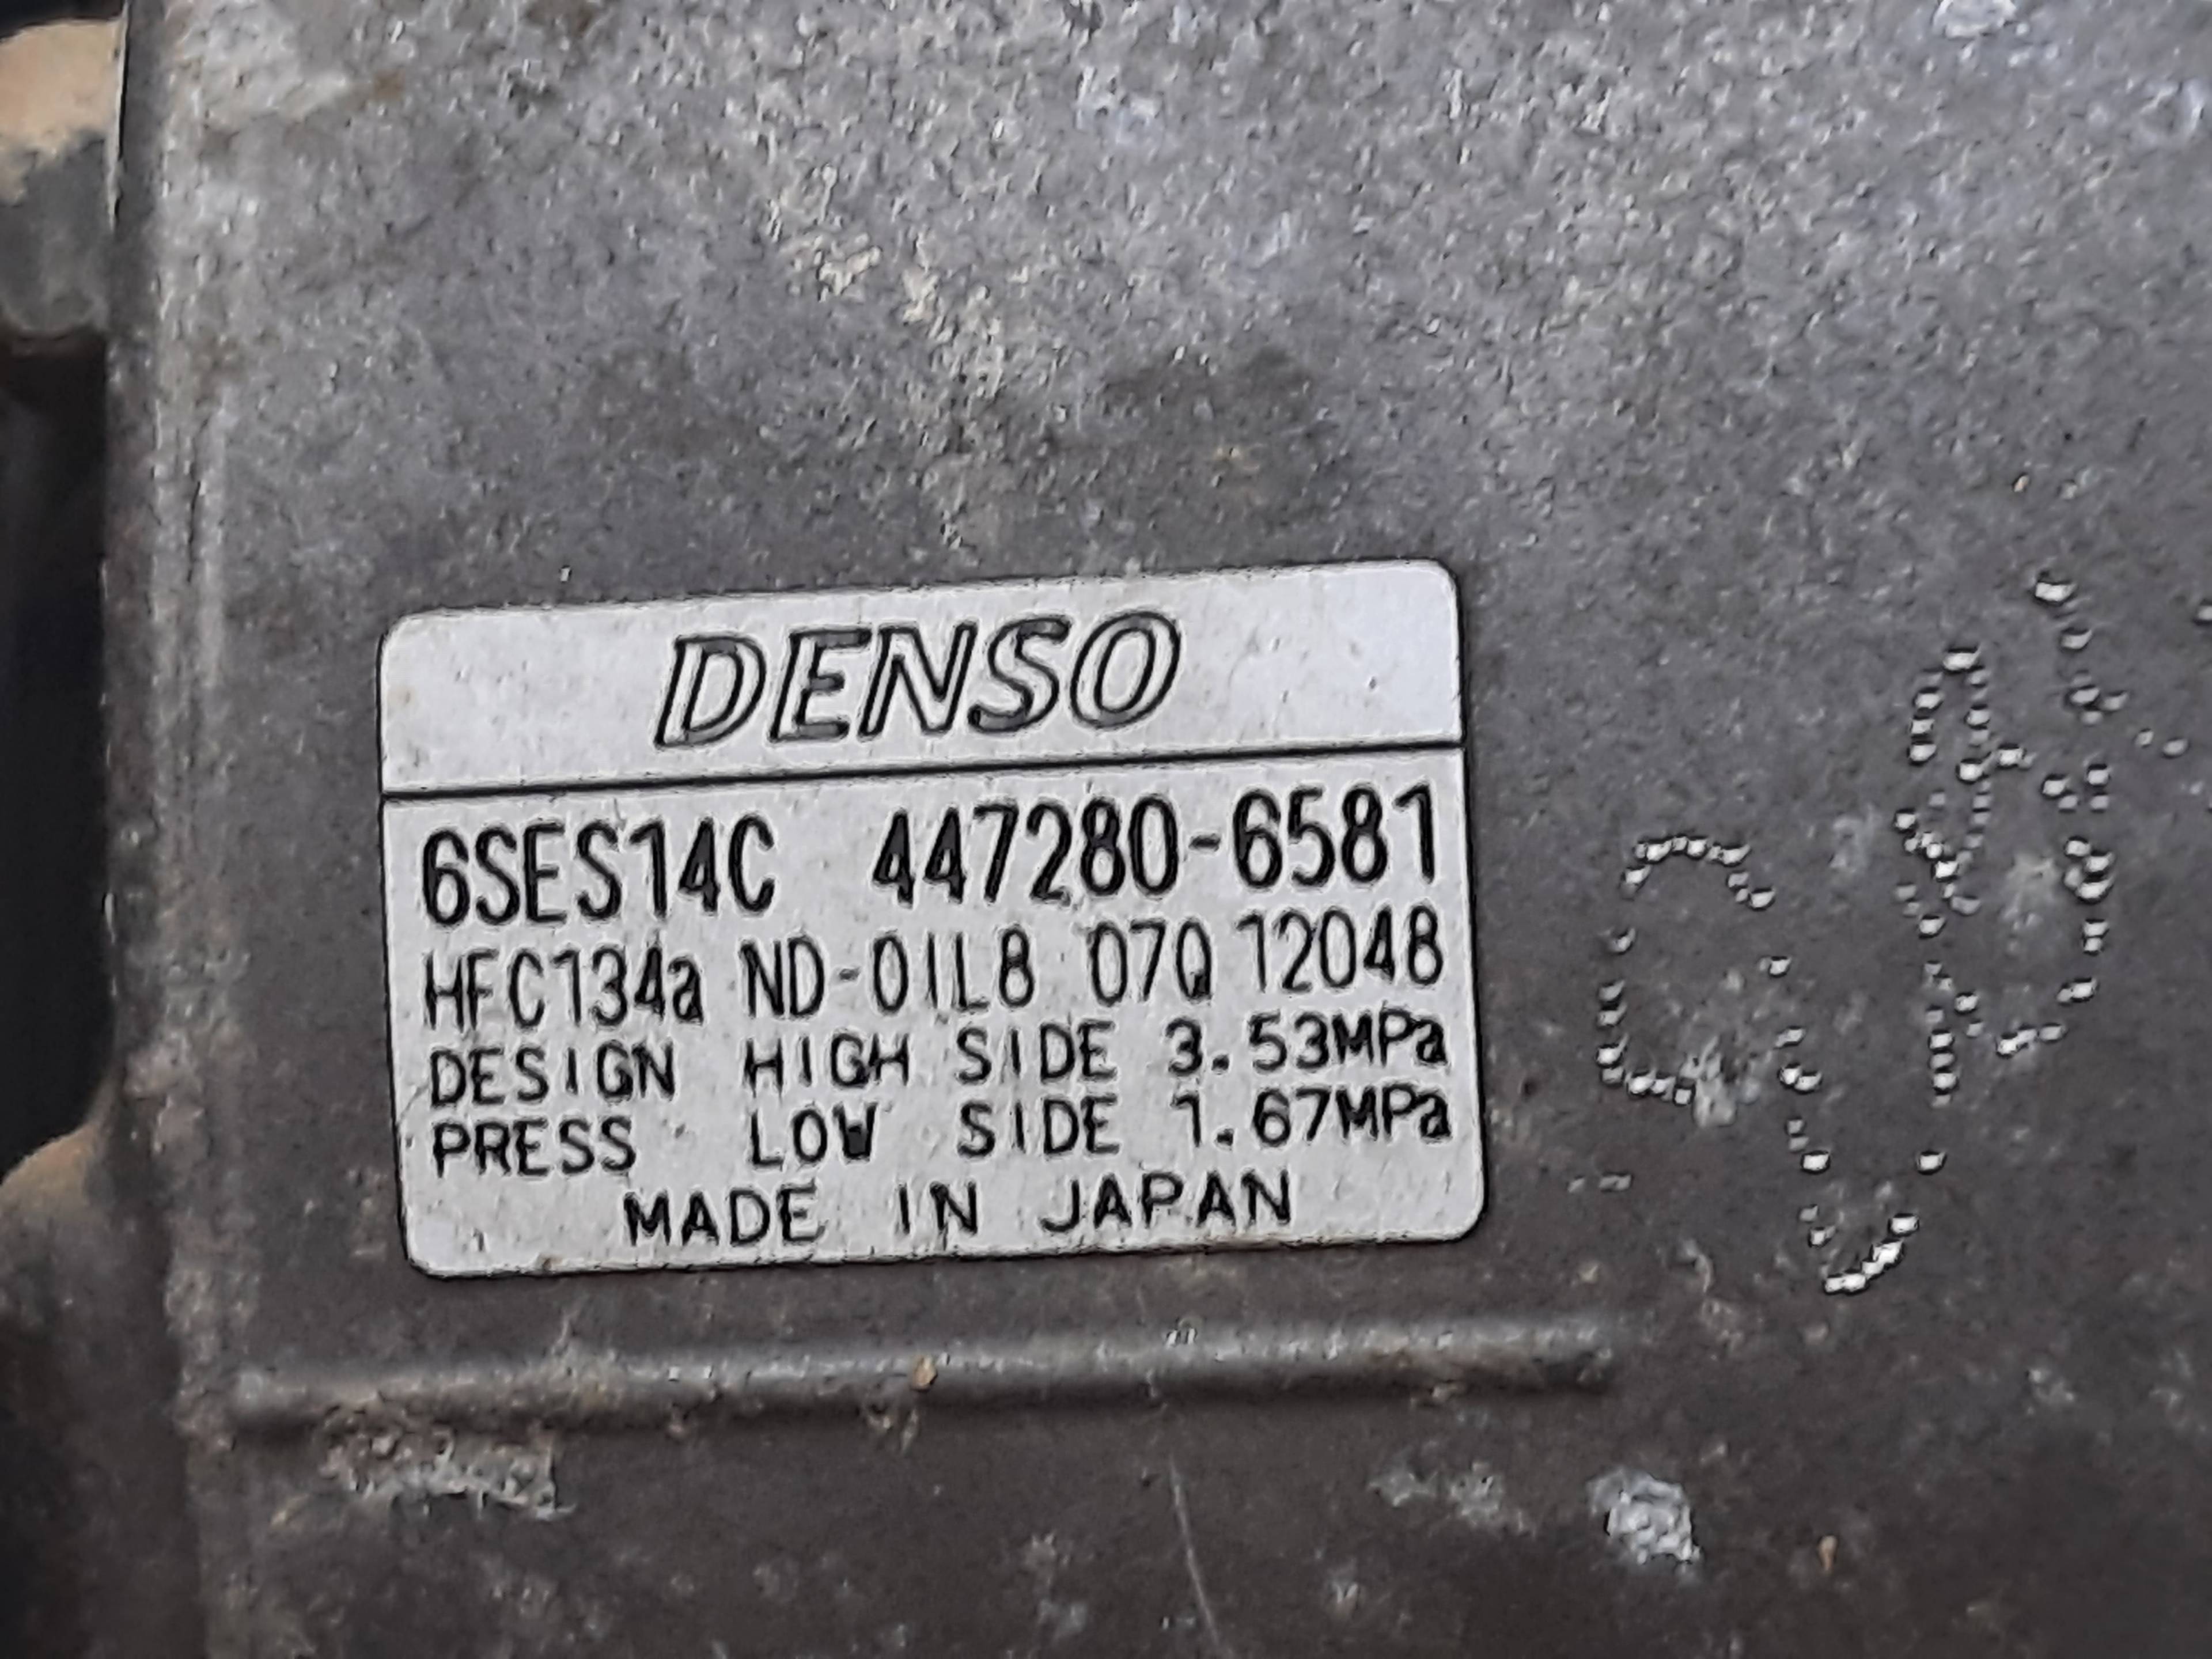 DENSO
6SES14C 447280-6581
HFC134a ND-OIL8 07Q12048
DESIGN HIGH SIDE 3.53MPa
PRESS LOW SIDE 1.67MPa
MADE IN JAPAN